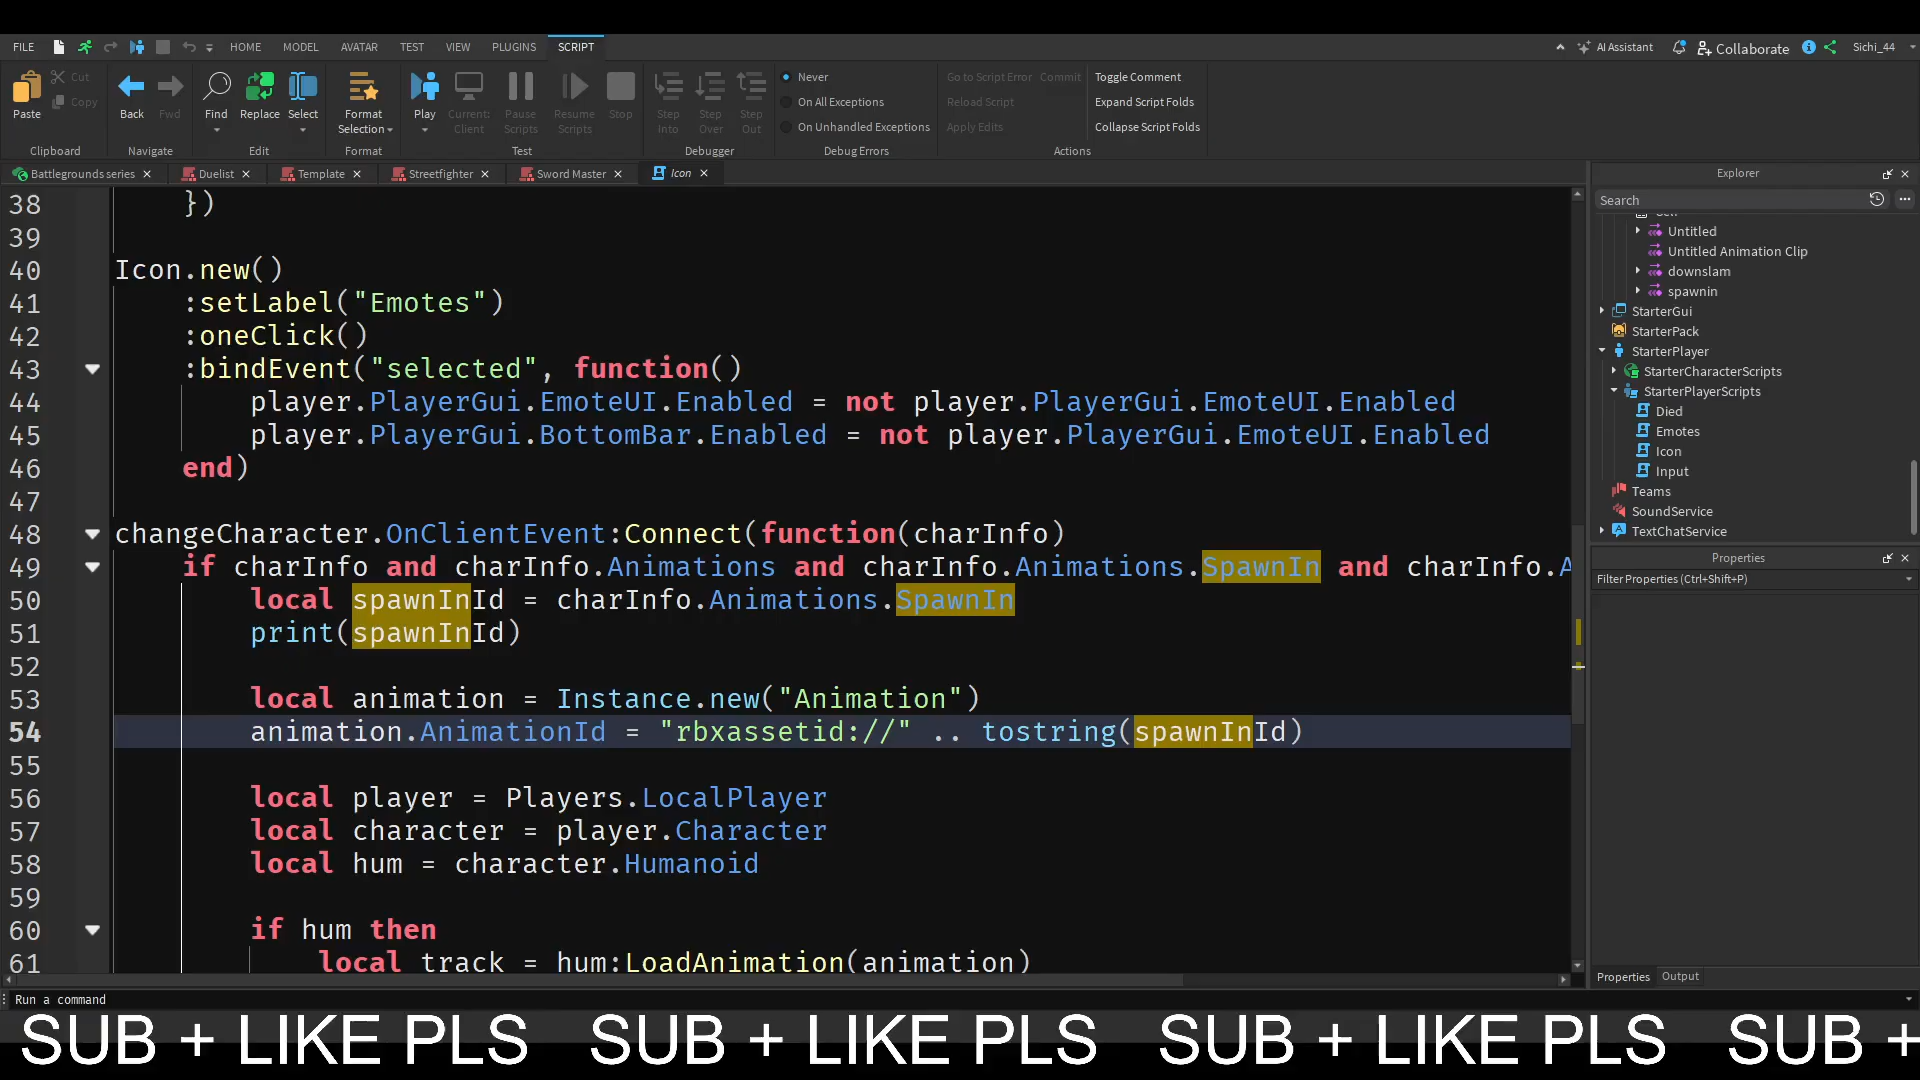 FILE HOME MODEL AVATAR TEST VIEW PLUGINS SCRIPT AI Assistant Collaborate Sichi_44
Paste Cut Copy Clipboard
Back Fwd Navigate
Find Replace Select Edit
Format Selection Format
Play Current: Client Pause Scripts Resume Scripts Stop Test
Step Into Step Over Step Out Debugger
Never
On All Exceptions
On Unhandled Exceptions
Debug Errors
Go to Script Error Commit
Reload Script
Apply Edits
Toggle Comment
Expand Script Folds
Collapse Script Folds
Actions
Battlegrounds series Duelist Template Streetfighter Sword Master Icon
38 })
39
40 Icon.new()
41 :setLabel("Emotes")
42 :oneClick()
43 :bindEvent("selected", function()
44 player.PlayerGui.EmoteUI.Enabled = not player.PlayerGui.EmoteUI.Enabled
45 player.PlayerGui.BottomBar.Enabled = not player.PlayerGui.EmoteUI.Enabled
46 end)
47
48 changeCharacter.OnClientEvent:Connect(function(charInfo)
49 if charInfo and charInfo.Animations and charInfo.Animations.SpawnIn and charInfo.A
50 local spawnInId = charInfo.Animations.SpawnIn
51 print(spawnInId)
52
53 local animation = Instance.new("Animation")
54 animation.AnimationId = "rbxassetid://" .. tostring(spawnInId)
55
56 local player = Players.LocalPlayer
57 local character = player.Character
58 local hum = character.Humanoid
59
60 if hum then
61 local track = hum:LoadAnimation(animation)
Explorer
Search
Untitled
Untitled Animation Clip
downslam
spawnin
StarterGui
StarterPack
StarterPlayer
StarterCharacterScripts
StarterPlayerScripts
Died
Emotes
Icon
Input
Teams
SoundService
TextChatService
Properties
Filter Properties (Ctrl+Shift+P)
Properties Output
Run a command
SUB + LIKE PLS SUB + LIKE PLS SUB + LIKE PLS SUB +